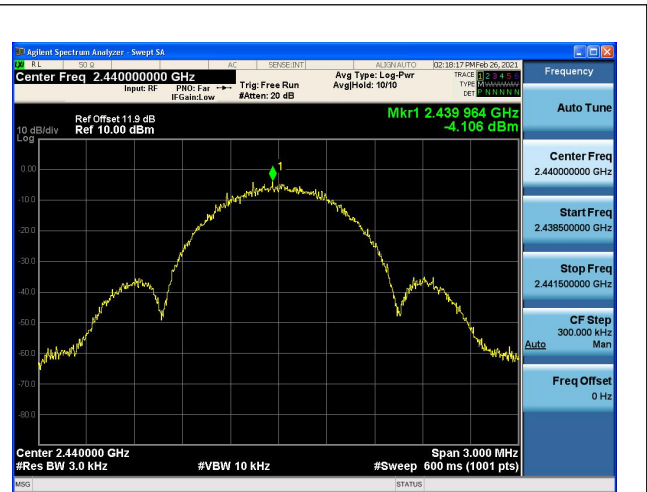 Agilent Spectrum Analyzer - Swept SA
RL 50 Ω AC SENSE:INT ALIGN AUTO 02:18:17 PM Feb 26, 2021
Center Freq 2.440000000 GHz
Input: RF PNO: Far Trig: Free Run Avg Type: Log-Pwr TRACE 1 2 3 4 5 6
IFGain:Low #Atten: 20 dB Avg|Hold: 10/10 TYPE
DET P N N N N N
Frequency
Ref Offset 11.9 dB Mkr1 2.439 964 GHz
10 dB/div Ref 10.00 dBm -4.106 dBm
Log
0.00
-10.0
-20.0
-30.0
-40.0
-50.0
-60.0
-70.0
-80.0
1
Center 2.440000 GHz Span 3.000 MHz
#Res BW 3.0 kHz #VBW 10 kHz #Sweep 600 ms (1001 pts)
MSG STATUS
Auto Tune
Center Freq
2.440000000 GHz
Start Freq
2.438500000 GHz
Stop Freq
2.441500000 GHz
CF Step
300.000 kHz
Auto Man
Freq Offset
0 Hz